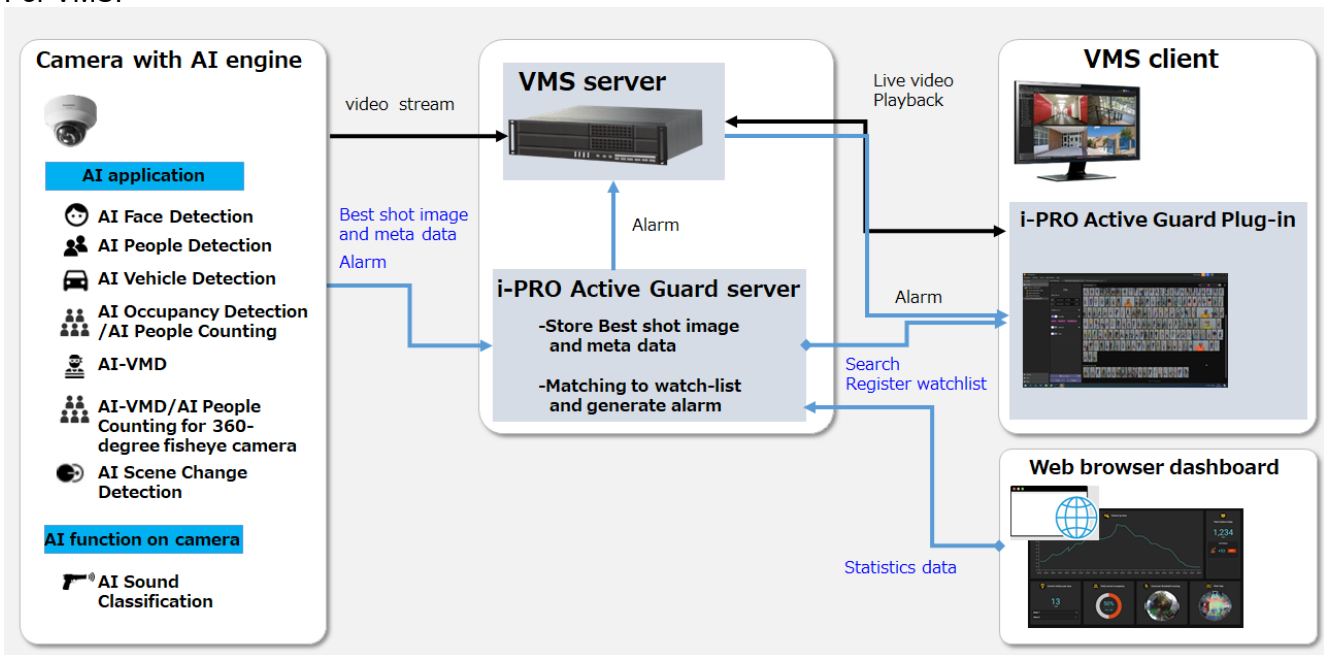 Camera with AI engine
AI application
AI Face Detection
AI People Detection
AI Vehicle Detection
AI Occupancy Detection
/AI People Counting
AI-VMD
AI-VMD/AI People
Counting for 360-
degree fisheye camera
AI Scene Change
Detection
AI function on camera
AI Sound
Classification
video stream
Best shot image
and meta data
Alarm
VMS server
Alarm
i-PRO Active Guard server
-Store Best shot image
and meta data
-Matching to watch-list
and generate alarm
Live video
Playback
Alarm
Search
Register watchlist
Statistics data
VMS client
i-PRO Active Guard Plug-in
Web browser dashboard
1,234
13
50%